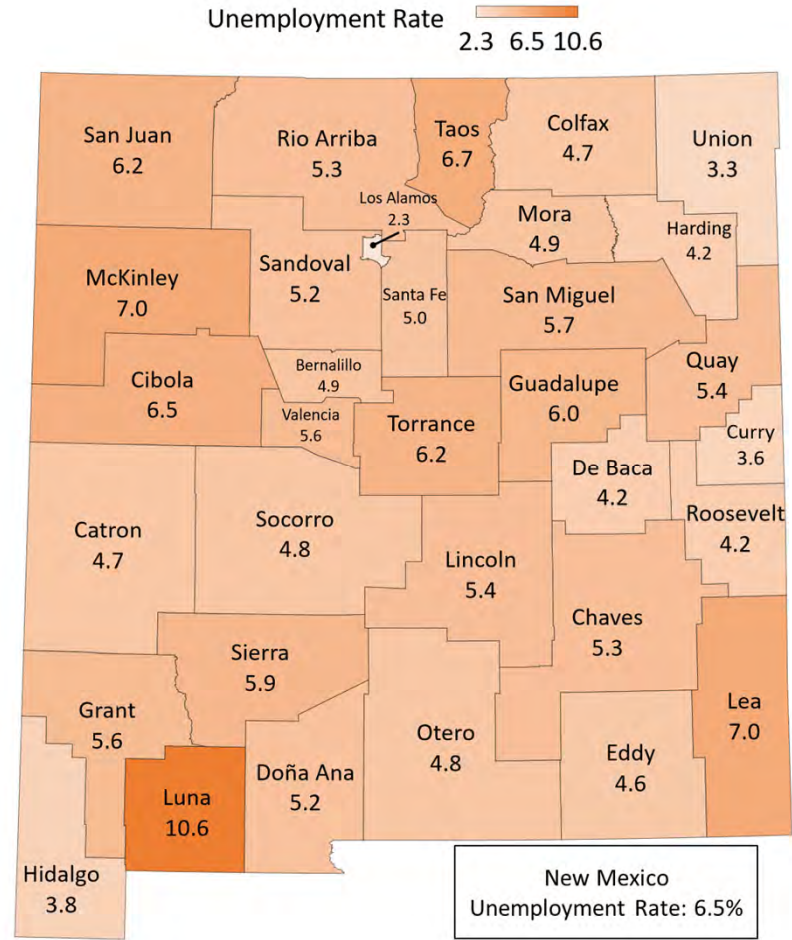 Unemployment Rate
2.3 6.5 10.6
San Juan
6.2
Rio Arriba
5.3
Taos
6.7
Colfax
4.7
Union
3.3
Los Alamos
2.3
Mora
4.9
Harding
4.2
McKinley
7.0
Sandoval
5.2
Santa Fe
5.0
San Miguel
5.7
Cibola
6.5
Bernalillo
4.9
Valencia
5.6
Torrance
6.2
Guadalupe
6.0
Quay
5.4
Curry
3.6
De Baca
4.2
Roosevelt
4.2
Catron
4.7
Socorro
4.8
Lincoln
5.4
Chaves
5.3
Sierra
5.9
Grant
5.6
Luna
10.6
Doña Ana
5.2
Otero
4.8
Eddy
4.6
Lea
7.0
Hidalgo
3.8
New Mexico
Unemployment Rate: 6.5%